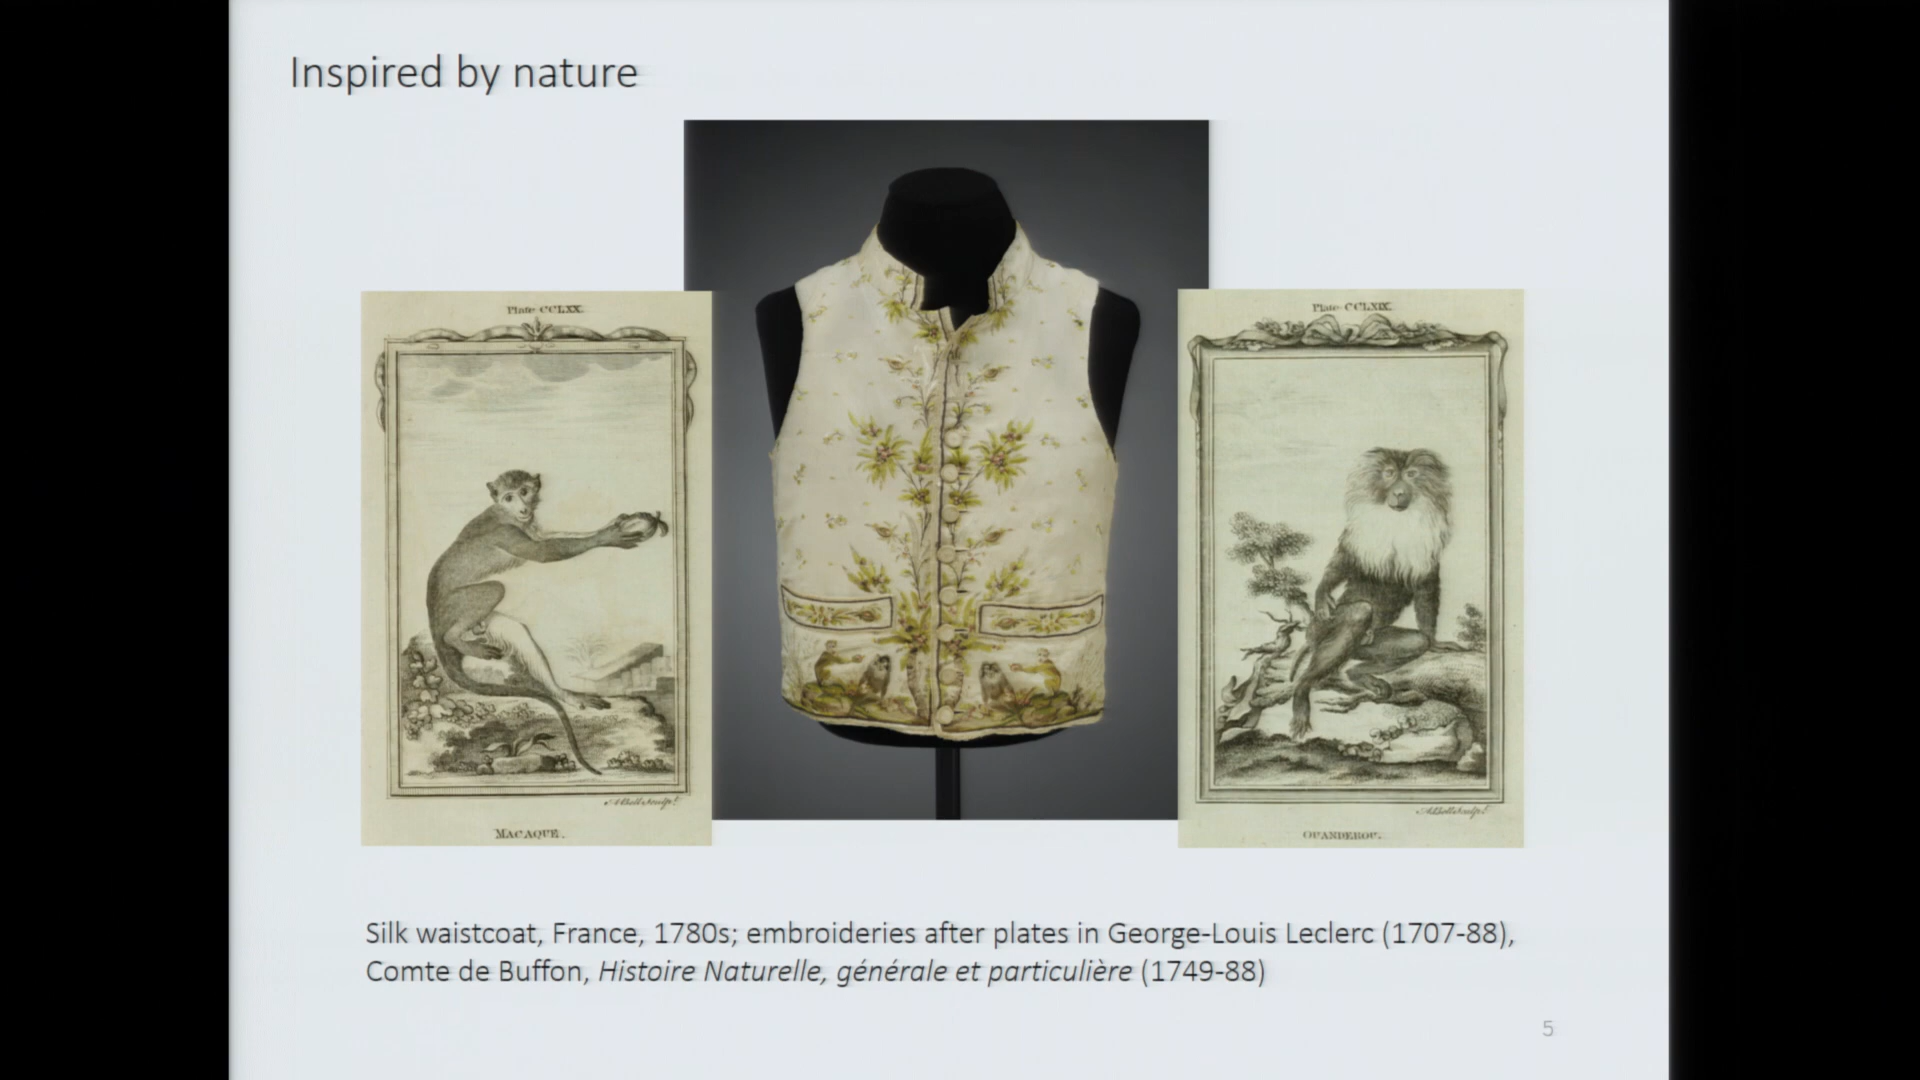 Inspired by nature
Plate CCLXX.
Plate CCLXIX.
MACAQUE.
OUANDEROU.
Silk waistcoat, France, 1780s; embroideries after plates in George-Louis Leclerc (1707-88),
Comte de Buffon, Histoire Naturelle, générale et particulière (1749-88)
5